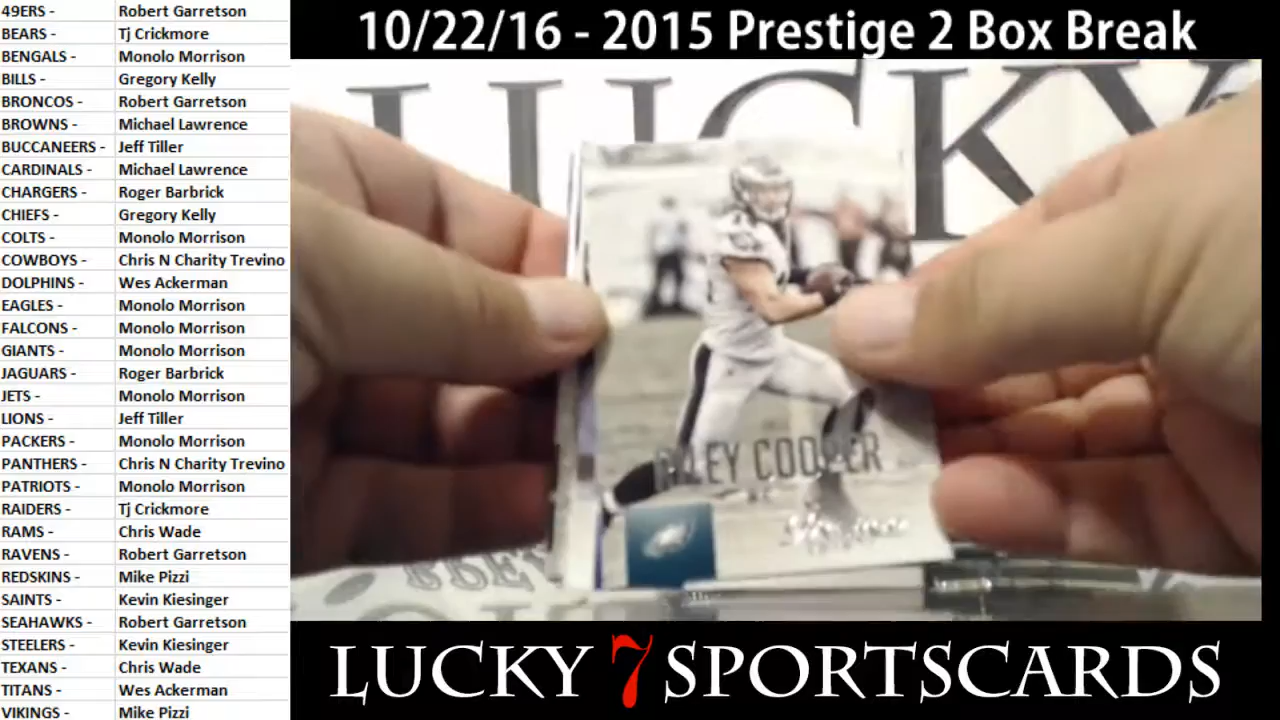 10/22/16 - 2015 Prestige 2 Box Break
49ERS - Robert Garretson
BEARS - Tj Crickmore
BENGALS - Monolo Morrison
BILLS - Gregory Kelly
BRONCOS - Robert Garretson
BROWNS - Michael Lawrence
BUCCANEERS - Jeff Tiller
CARDINALS - Michael Lawrence
CHARGERS - Roger Barbrick
CHIEFS - Gregory Kelly
COLTS - Monolo Morrison
COWBOYS - Chris N Charity Trevino
DOLPHINS - Wes Ackerman
EAGLES - Monolo Morrison
FALCONS - Monolo Morrison
GIANTS - Monolo Morrison
JAGUARS - Roger Barbrick
JETS - Monolo Morrison
LIONS - Jeff Tiller
PACKERS - Monolo Morrison
PANTHERS - Chris N Charity Trevino
PATRIOTS - Monolo Morrison
RAIDERS - Tj Crickmore
RAMS - Chris Wade
RAVENS - Robert Garretson
REDSKINS - Mike Pizzi
SAINTS - Kevin Kiesinger
SEAHAWKS - Robert Garretson
STEELERS - Kevin Kiesinger
TEXANS - Chris Wade
TITANS - Wes Ackerman
VIKINGS - Mike Pizzi
LUCKY
RILEY COOPER
Prestige
LUCKY 7 SPORTSCARDS